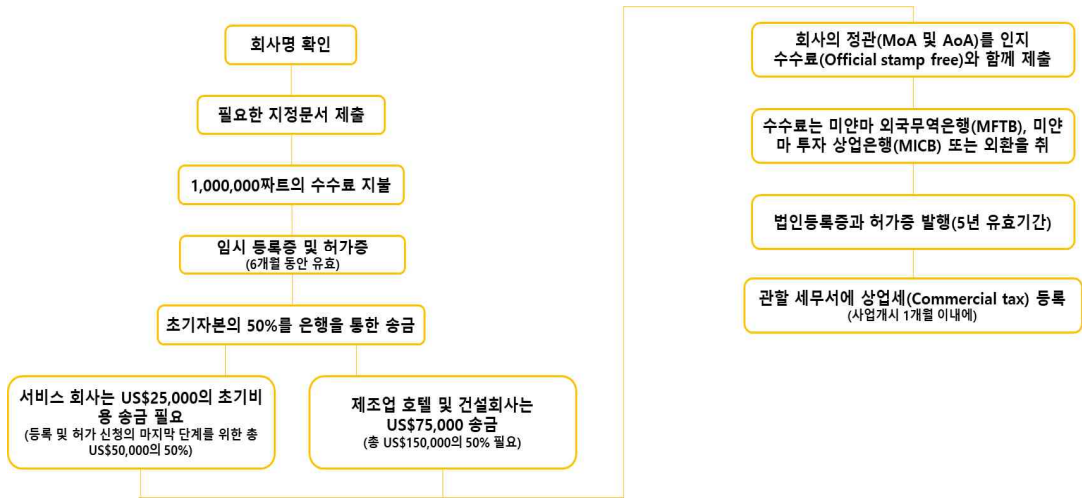 회사명 확인
필요한 지정문서 제출
1,000,000짜트의 수수료 지불
임시 등록증 및 허가증
(6개월 동안 유효)
초기자본의 50%를 은행을 통한 송금
서비스 회사는 US$25,000의 초기비
용 송금 필요
(등록 및 허가 신청의 마지막 단계를 위한 총
US$50,000의 50%)
제조업 호텔 및 건설회사는
US$75,000 송금
(총 US$150,000의 50% 필요)
회사의 정관(MoA 및 AoA)를 인지
수수료(Official stamp free)와 함께 제출
수수료는 미얀마 외국무역은행(MFTB), 미얀
마 투자 상업은행(MICB) 또는 외환을 취
법인등록증과 허가증 발행(5년 유효기간)
관할 세무서에 상업세(Commercial tax) 등록
(사업개시 1개월 이내에)